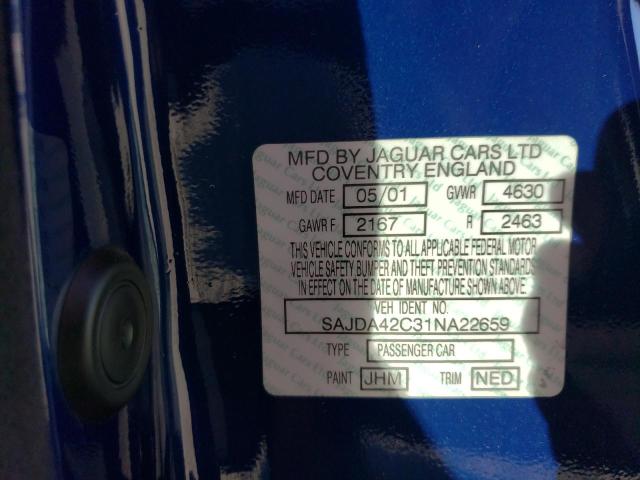 MFD BY JAGUAR CARS LTD
COVENTRY ENGLAND
MFD DATE 05/01 GVWR 4630
GAWR F 2167 R 2463
THIS VEHICLE CONFORMS TO ALL APPLICABLE FEDERAL MOTOR
VEHICLE SAFETY BUMPER AND THEFT PREVENTION STANDARDS
IN EFFECT ON THE DATE OF MANUFACTURE SHOWN ABOVE.
VEH IDENT NO.
SAJDA42C31NA22659
TYPE PASSENGER CAR
PAINT JHM TRIM NED